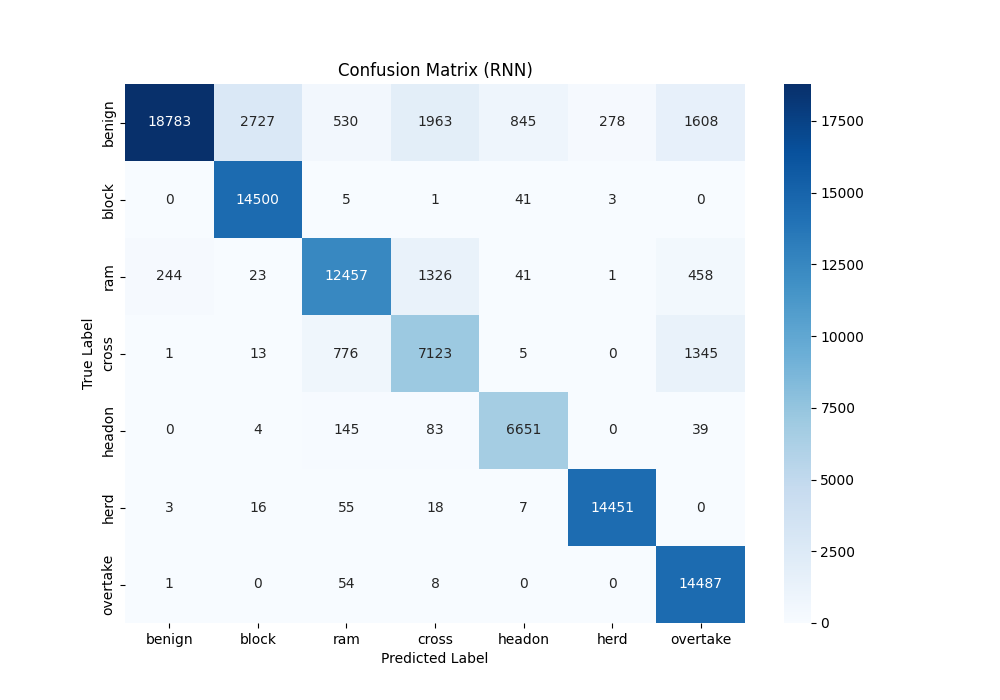 Confusion Matrix (RNN)
benign 18783 2727 530 1963 845 278 1608
block 0 14500 5 1 41 3 0
ram 244 23 12457 1326 41 1 458
cross 1 13 776 7123 5 0 1345
headon 0 4 145 83 6651 0 39
herd 3 16 55 18 7 14451 0
overtake 1 0 54 8 0 0 14487
benign block ram cross headon herd overtake
Predicted Label
True Label
17500
15000
12500
10000
7500
5000
2500
0